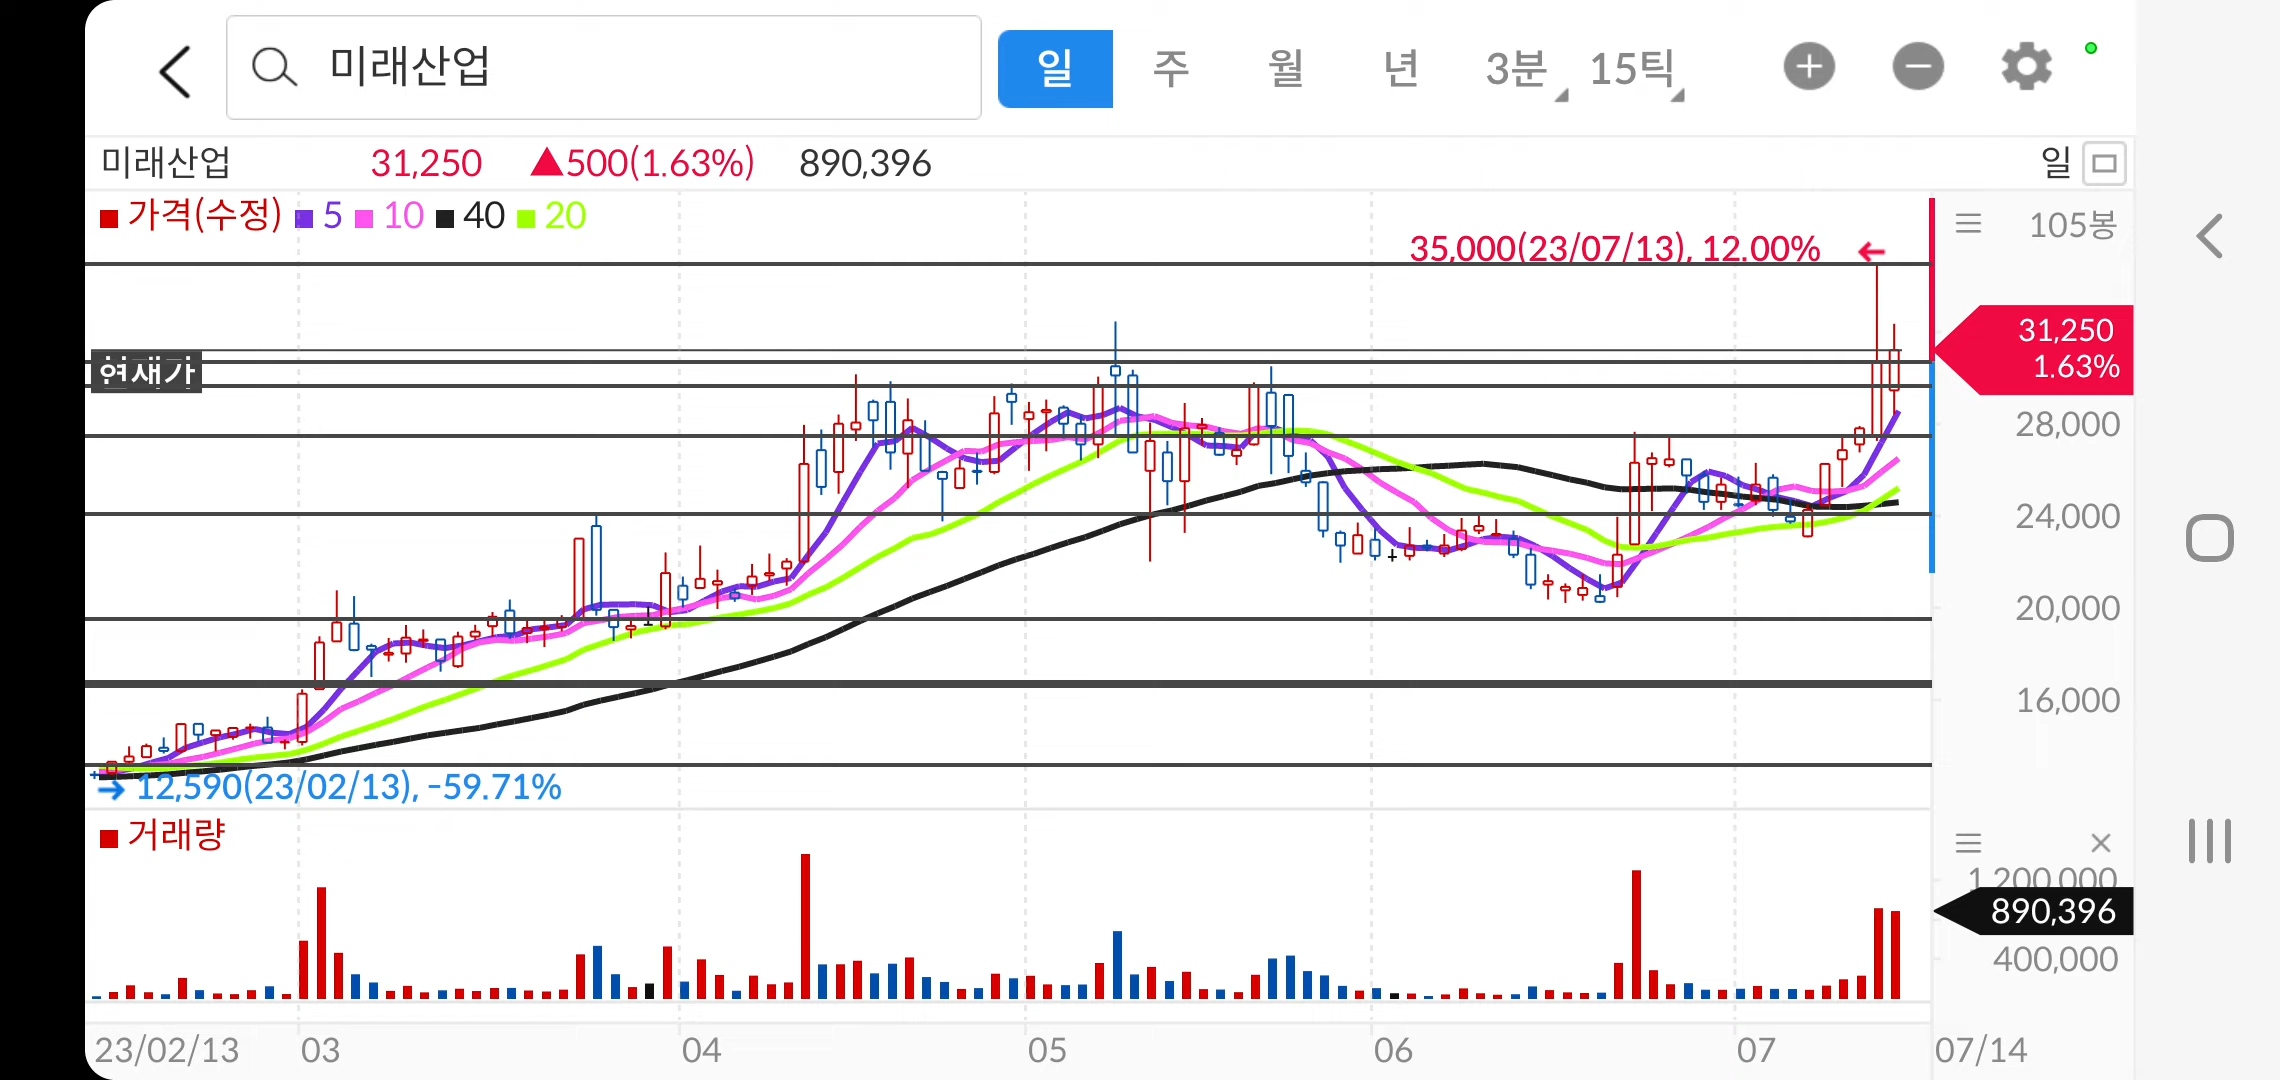 미래산업 일 주 월 년 3분 15틱
미래산업 31,250 ▲500(1.63%) 890,396 일
가격(수정) 5 10 40 20 105봉
35,000(23/07/13), 12.00% ←
31,250
1.63%
현재가
28,000
24,000
20,000
16,000
→ 12,590(23/02/13), -59.71%
거래량
1,200,000
890,396
400,000
23/02/13 03 04 05 06 07 07/14